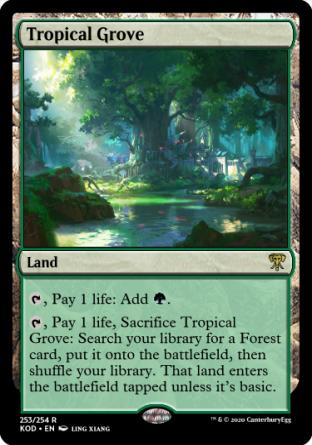 Tropical Grove
Land
, Pay 1 life: Add .
, Pay 1 life, Sacrifice Tropical
Grove: Search your library for a Forest
card, put it onto the battlefield, then
shuffle your library. That land enters
the battlefield tapped unless it's basic.
253/254 R
KOD • EN LING XIANG
™ & © 2020 CanterburyEgg